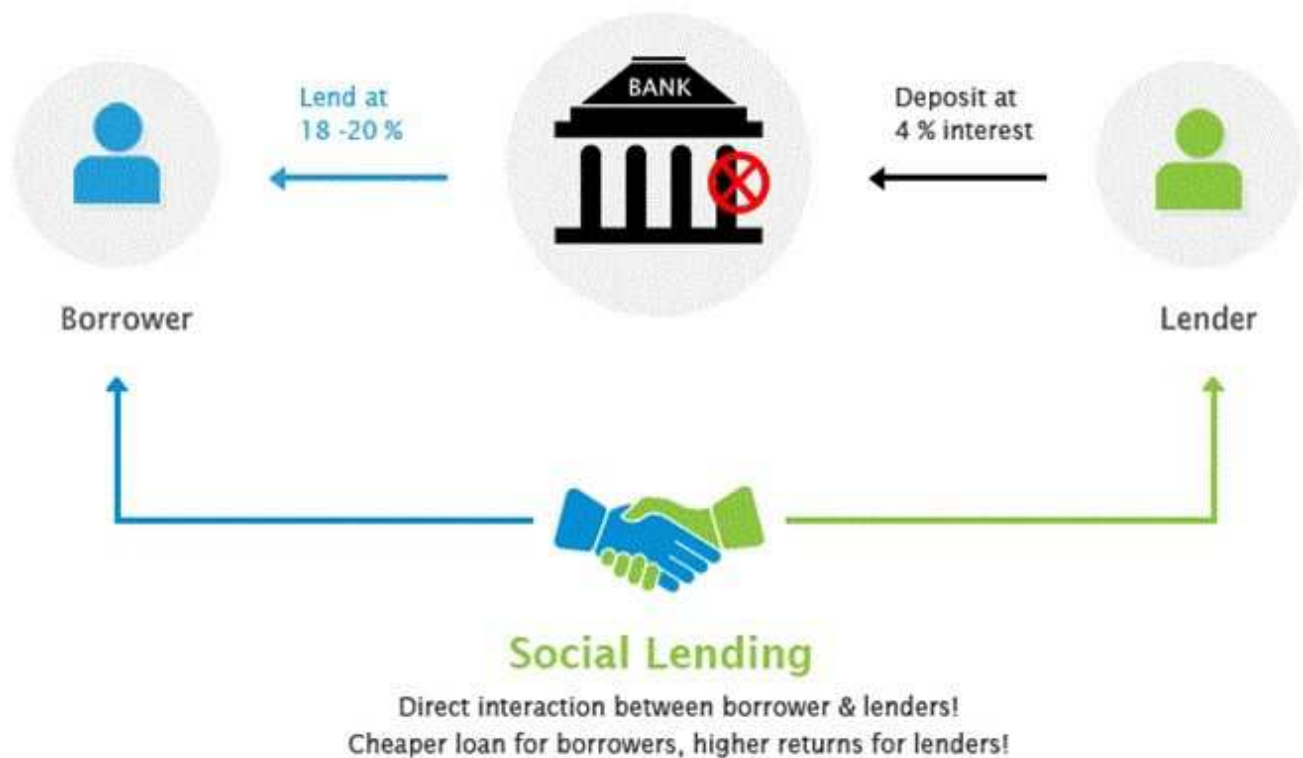 BANK
Lend at
18 -20 %
Deposit at
4 % interest
Borrower
Lender
Social Lending
Direct interaction between borrower & lenders!
Cheaper loan for borrowers, higher returns for lenders!